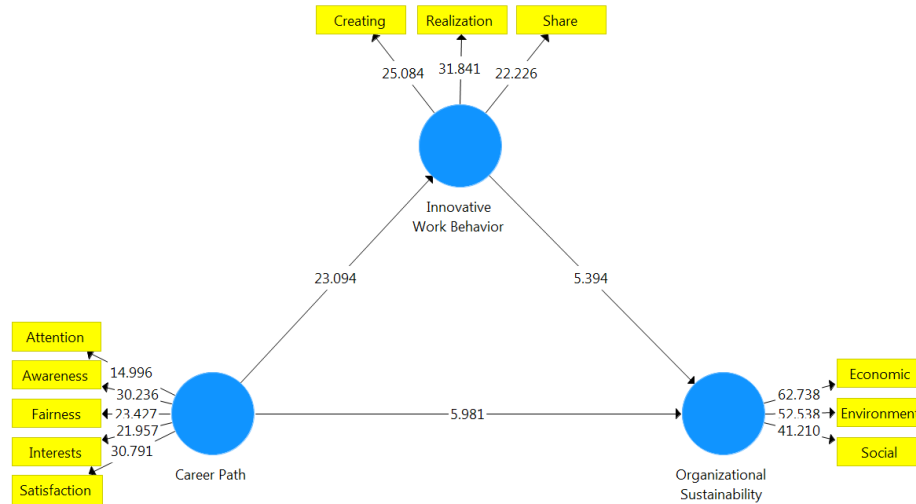 Creating
Realization
Share
25.084
31.841
22.226
Innovative
Work Behavior
23.094
5.394
Attention
Awareness
Fairness
Interests
Satisfaction
14.996
30.236
23.427
21.957
30.791
Career Path
5.981
Economic
Environment
Social
62.738
52.538
41.210
Organizational
Sustainability